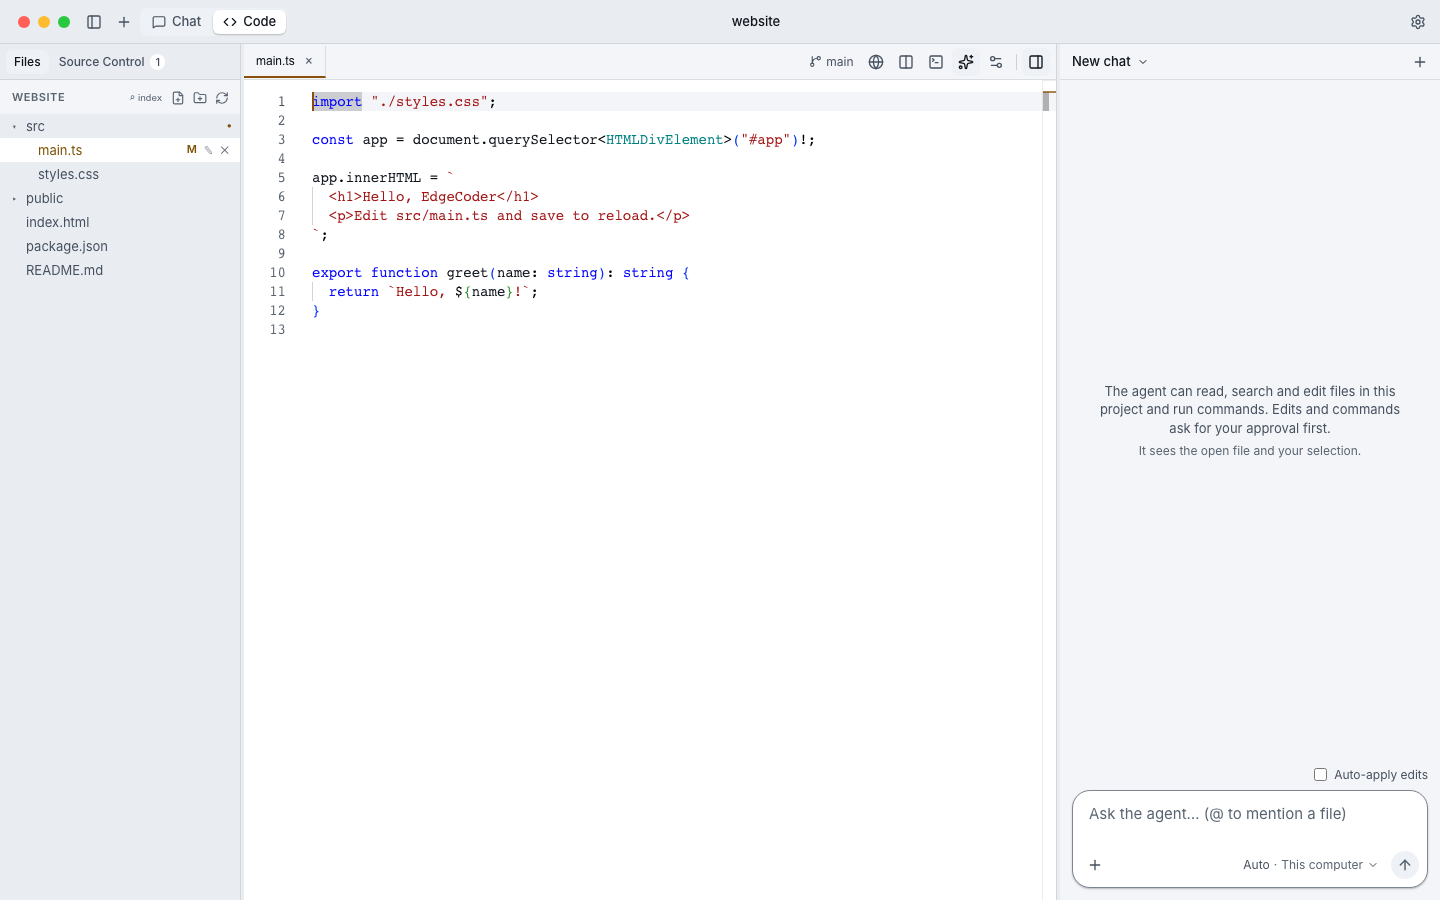 Chat
Code
website
Files
Source Control 1
main.ts ×
main
New chat
WEBSITE
index
src
main.ts M
styles.css
public
index.html
package.json
README.md
1 import "./styles.css";
2
3 const app = document.querySelector<HTMLDivElement>("#app")!;
4
5 app.innerHTML = `
6 <h1>Hello, EdgeCoder</h1>
7 <p>Edit src/main.ts and save to reload.</p>
8 `;
9
10 export function greet(name: string): string {
11 return `Hello, ${name}!`;
12 }
13
The agent can read, search and edit files in this
project and run commands. Edits and commands
ask for your approval first.
It sees the open file and your selection.
Auto-apply edits
Ask the agent... (@ to mention a file)
Auto · This computer